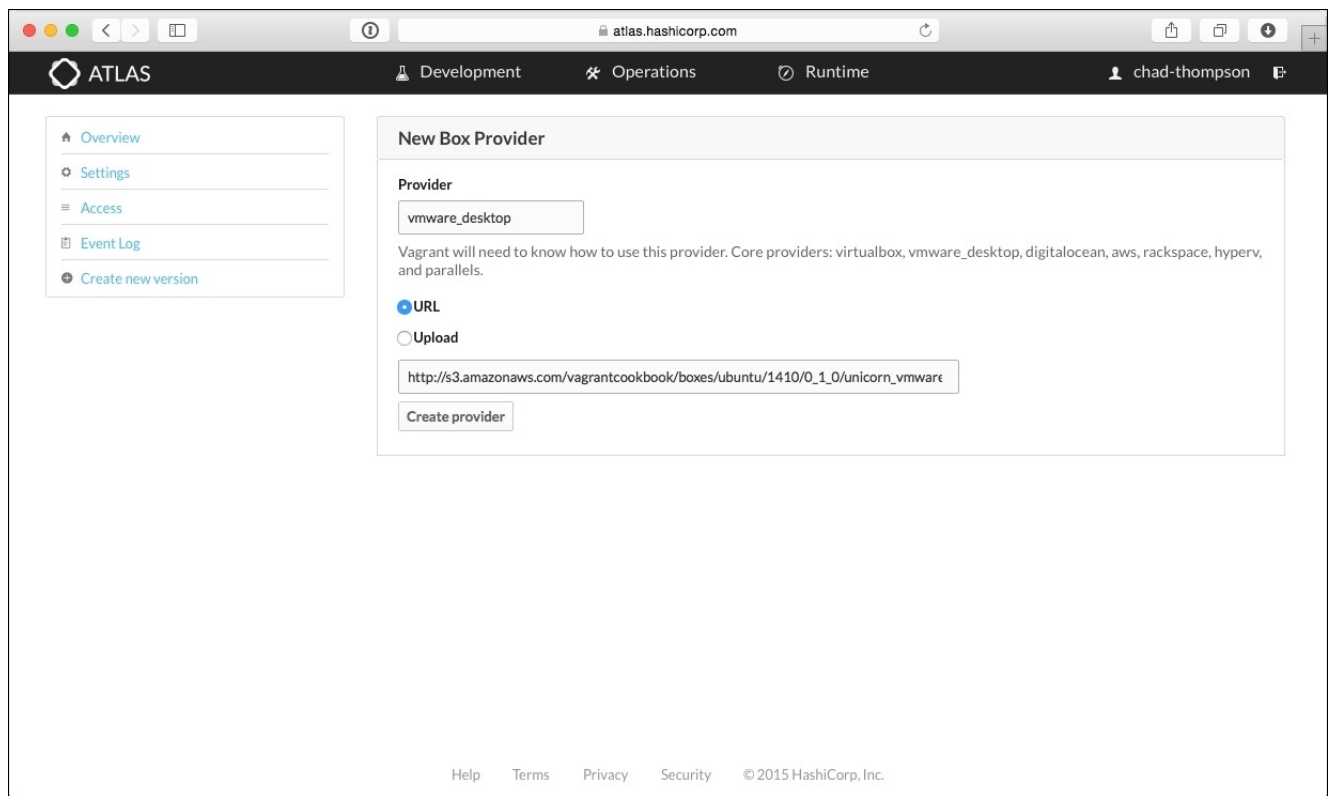 atlas.hashicorp.com
ATLAS
Development
Operations
Runtime
chad-thompson
Overview
Settings
Access
Event Log
Create new version
New Box Provider
Provider
vmware_desktop
Vagrant will need to know how to use this provider. Core providers: virtualbox, vmware_desktop, digitalocean, aws, rackspace, hyperv,
and parallels.
URL
Upload
http://s3.amazonaws.com/vagrantcookbook/boxes/ubuntu/1410/0_1_0/unicorn_vmware
Create provider
Help Terms Privacy Security © 2015 HashiCorp, Inc.